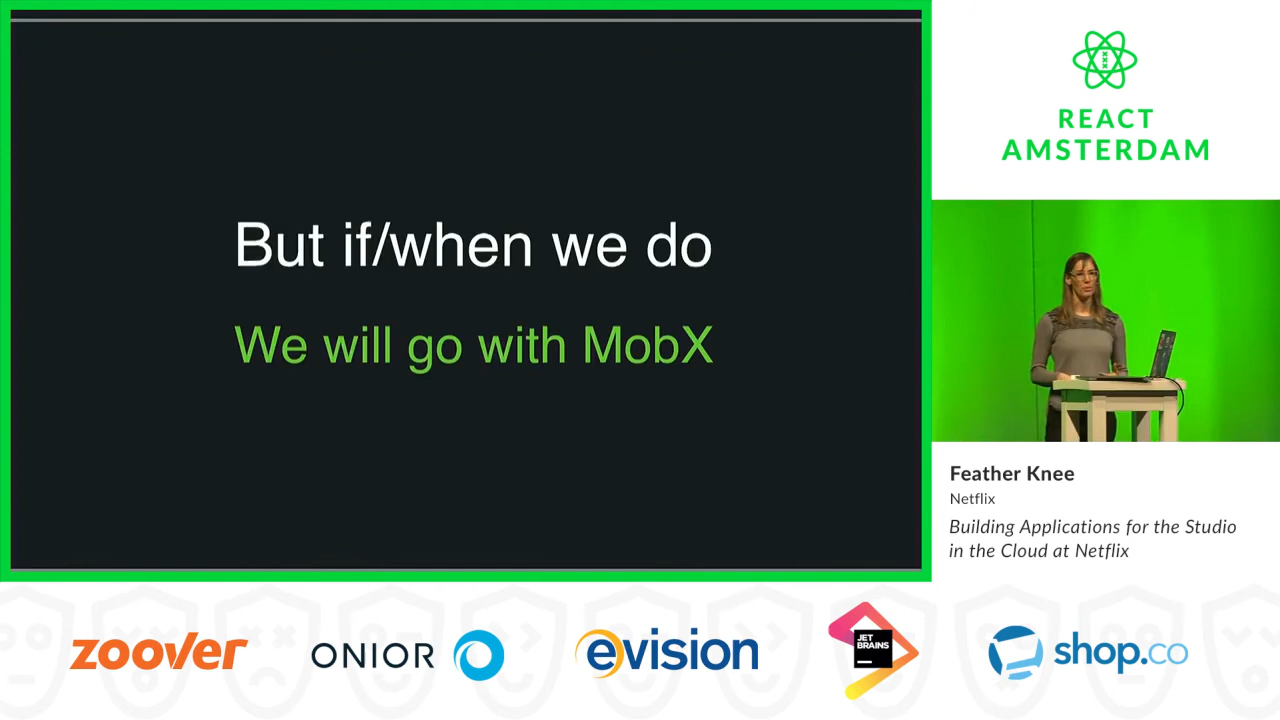 But if/when we do
We will go with MobX
REACT
AMSTERDAM
Feather Knee
Netflix
Building Applications for the Studio
in the Cloud at Netflix
zoover
ONIOR
evision
JET
BRAINS
shop.co